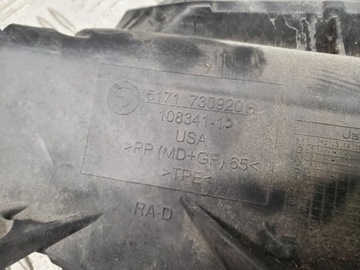 5171 7309206
108341-10
USA
>PP (MD+GF) 65<
>TPE<
RA-D